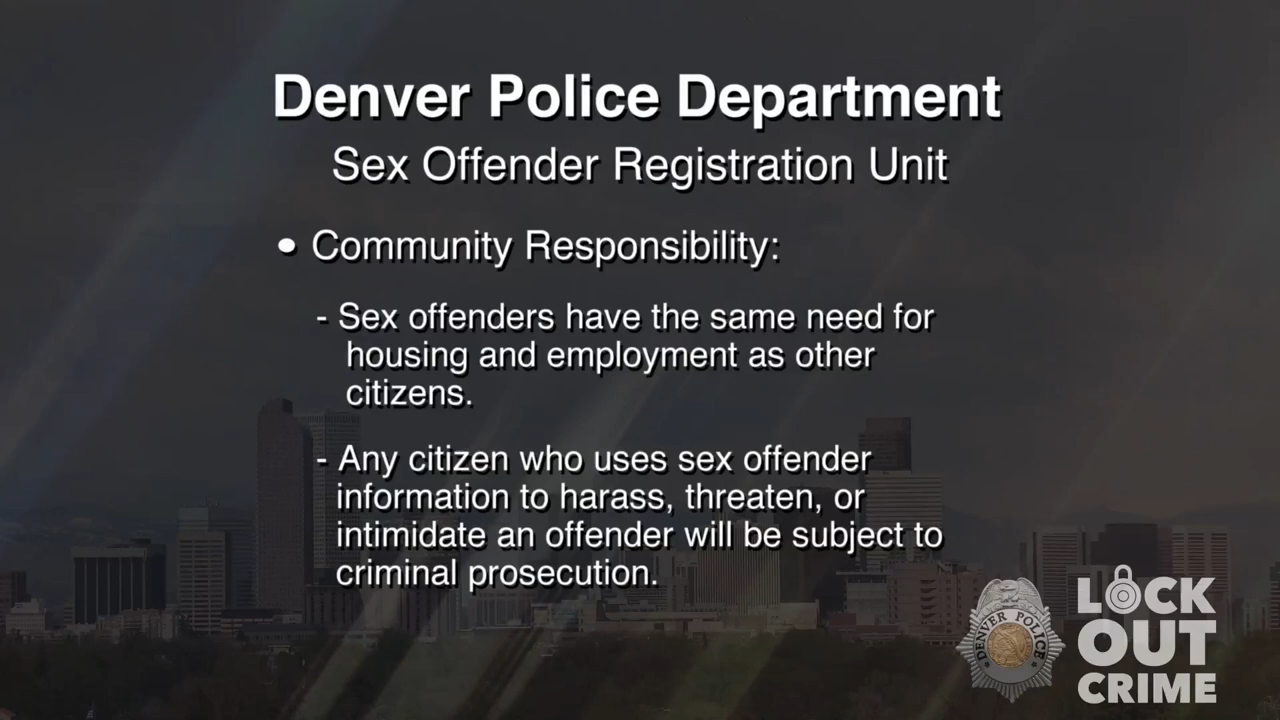 Denver Police Department
Sex Offender Registration Unit
• Community Responsibility:
- Sex offenders have the same need for
housing and employment as other
citizens.
- Any citizen who uses sex offender
information to harass, threaten, or
intimidate an offender will be subject to
criminal prosecution.
DENVER POLICE
LOCK
OUT
CRIME